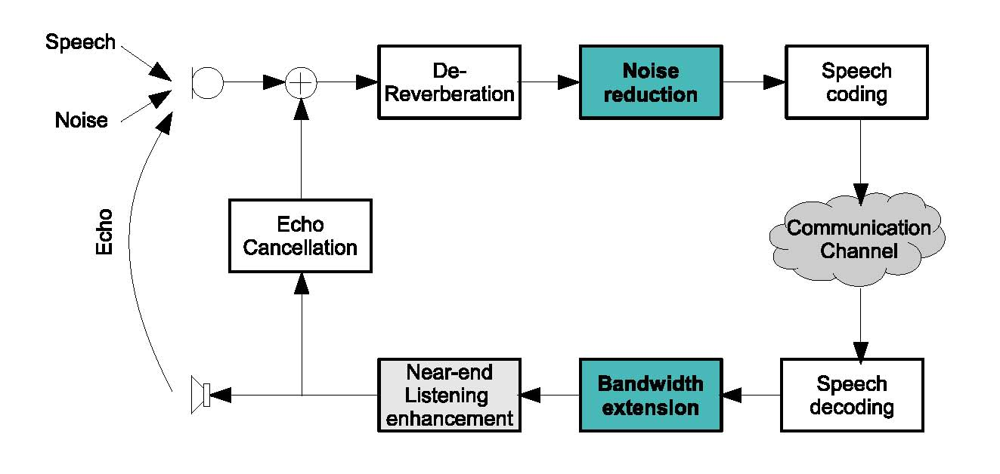 Speech
Noise
Echo
De-
Reverberation
Noise
reduction
Speech
coding
Echo
Cancellation
Communication
Channel
Near-end
Listening
enhancement
Bandwidth
extension
Speech
decoding